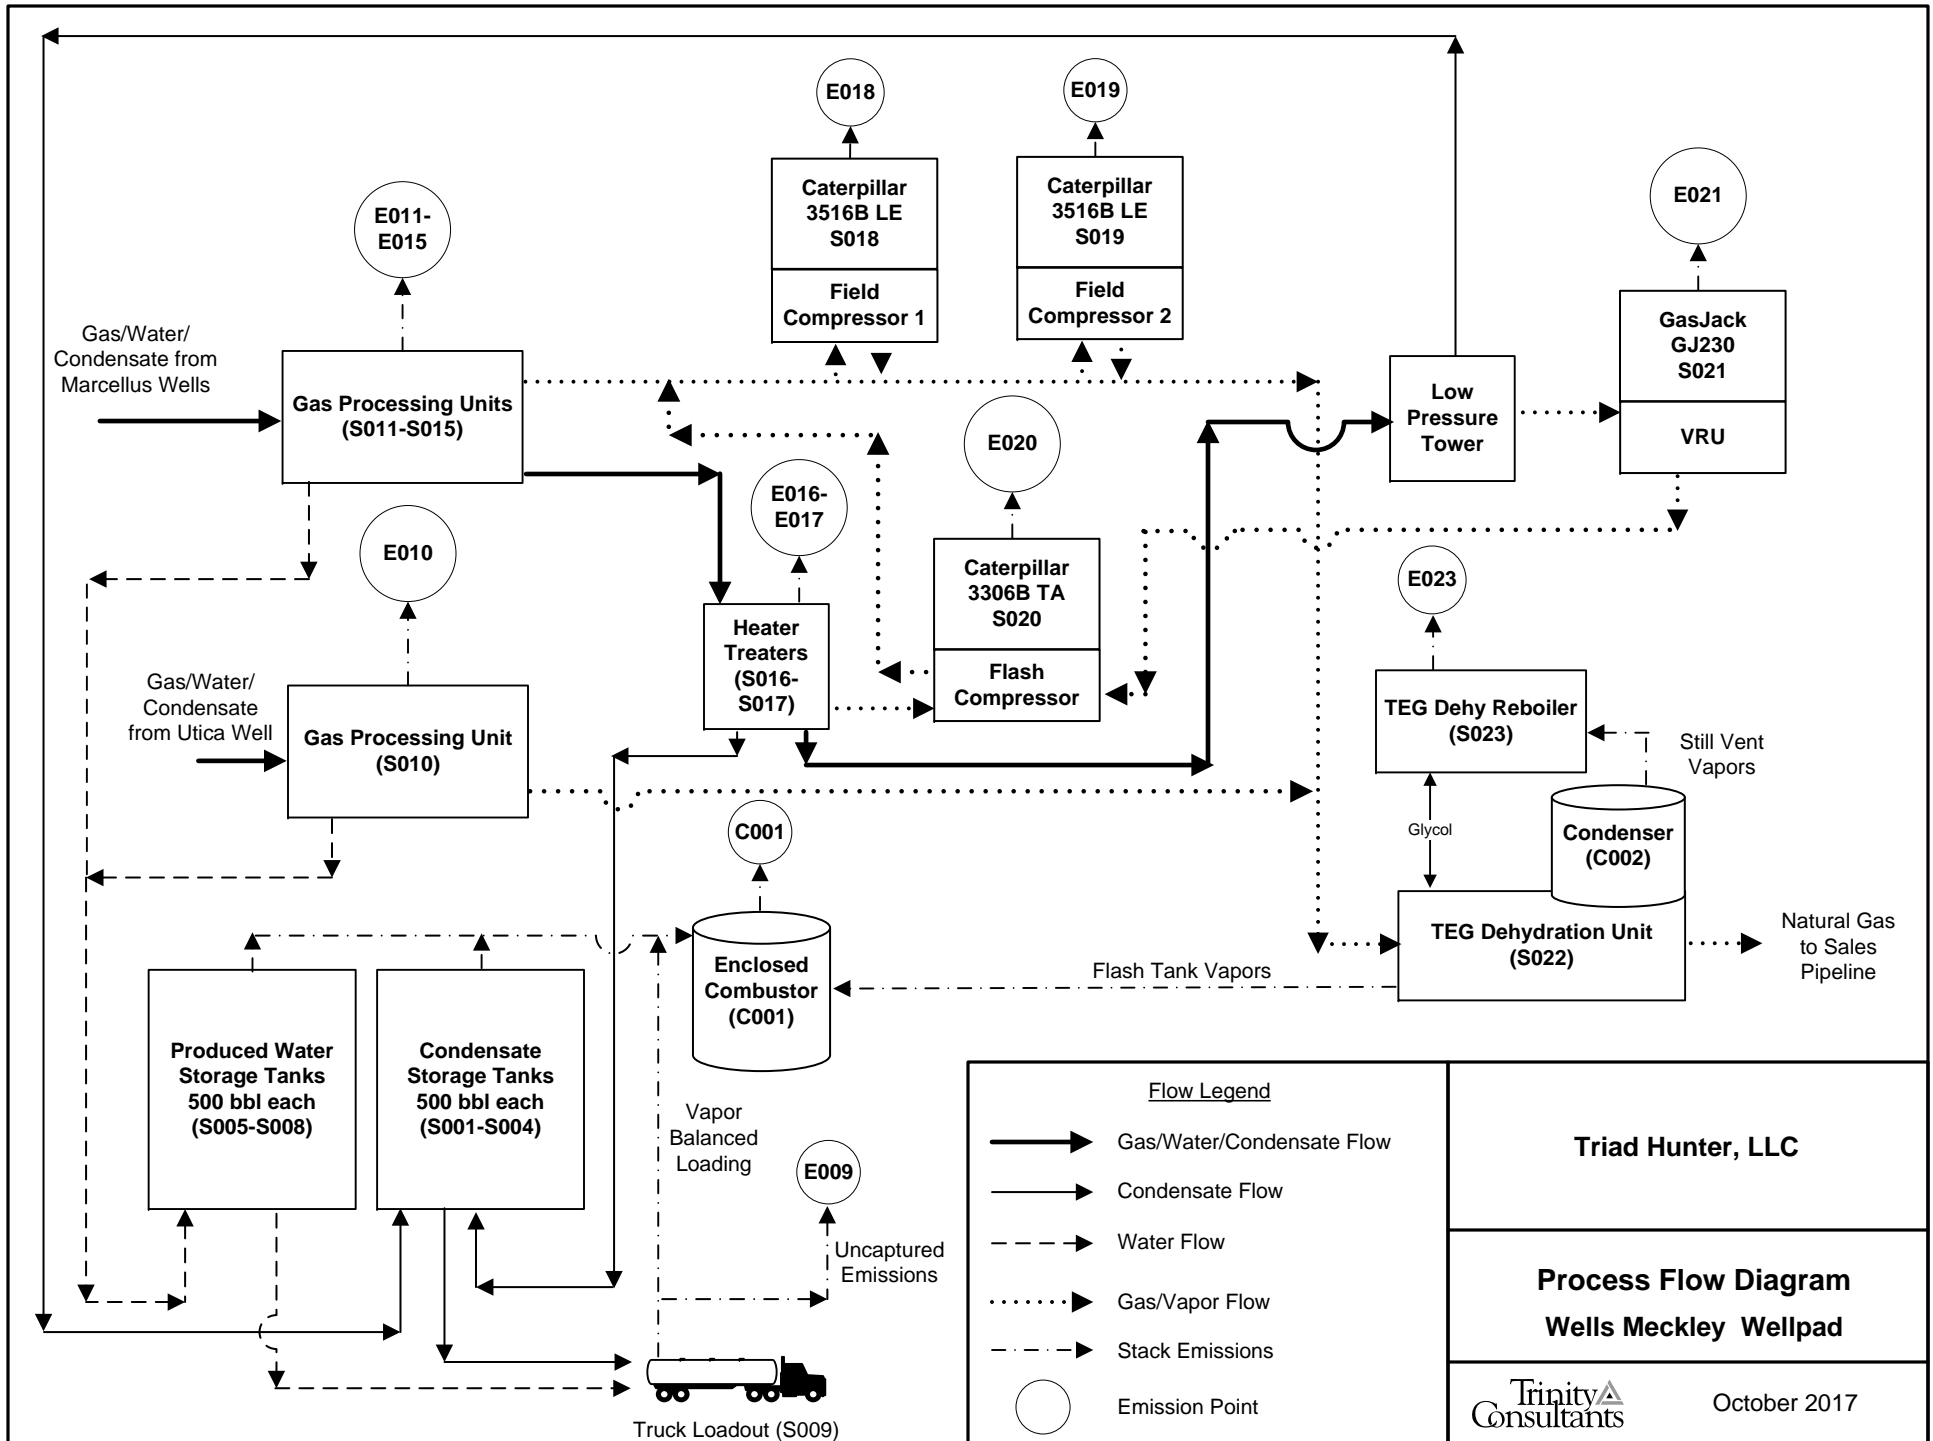 E018
E019
E021
E011-
E015
Caterpillar
3516B LE
S018
Field
Compressor 1
Caterpillar
3516B LE
S019
Field
Compressor 2
GasJack
GJ230
S021
VRU
Gas/Water/
Condensate from
Marcellus Wells
Gas Processing Units
(S011-S015)
Low
Pressure
Tower
E020
E016-
E017
E010
Caterpillar
3306B TA
S020
Flash
Compressor
E023
Heater
Treaters
(S016-
S017)
Gas/Water/
Condensate
from Utica Well
Gas Processing Unit
(S010)
TEG Dehy Reboiler
(S023)
Still Vent
Vapors
Glycol
Condenser
(C002)
C001
TEG Dehydration Unit
(S022)
Natural Gas
to Sales
Pipeline
Flash Tank Vapors
Enclosed
Combustor
(C001)
Produced Water
Storage Tanks
500 bbl each
(S005-S008)
Condensate
Storage Tanks
500 bbl each
(S001-S004)
Vapor
Balanced
Loading
E009
Uncaptured
Emissions
Truck Loadout (S009)
Flow Legend
Gas/Water/Condensate Flow
Condensate Flow
Water Flow
Gas/Vapor Flow
Stack Emissions
Emission Point
Triad Hunter, LLC
Process Flow Diagram
Wells Meckley Wellpad
Trinity
Consultants
October 2017